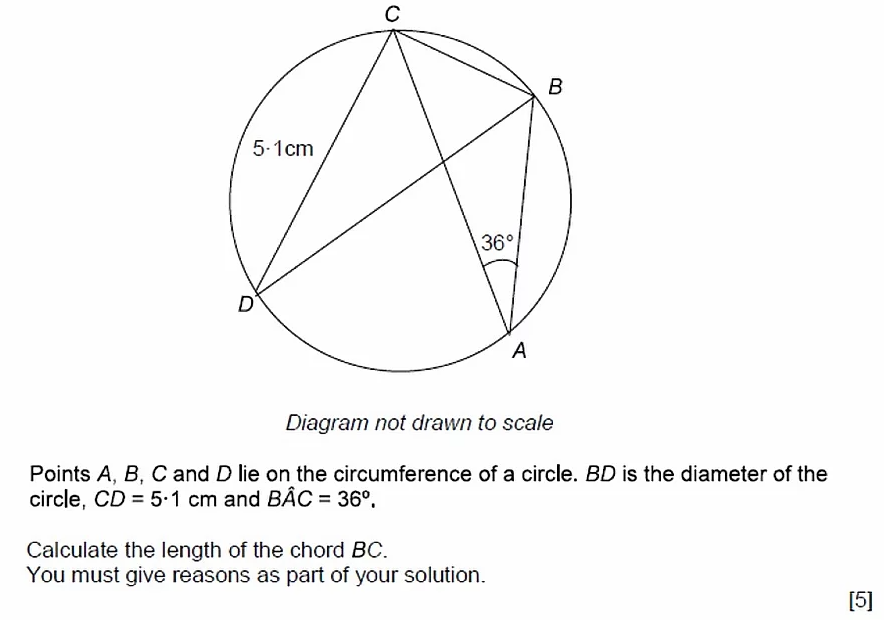 C
B
5·1cm
36°
D
A
Diagram not drawn to scale
Points A, B, C and D lie on the circumference of a circle. BD is the diameter of the
circle, CD = 5·1 cm and BÂC = 36º.
Calculate the length of the chord BC.
You must give reasons as part of your solution.
[5]